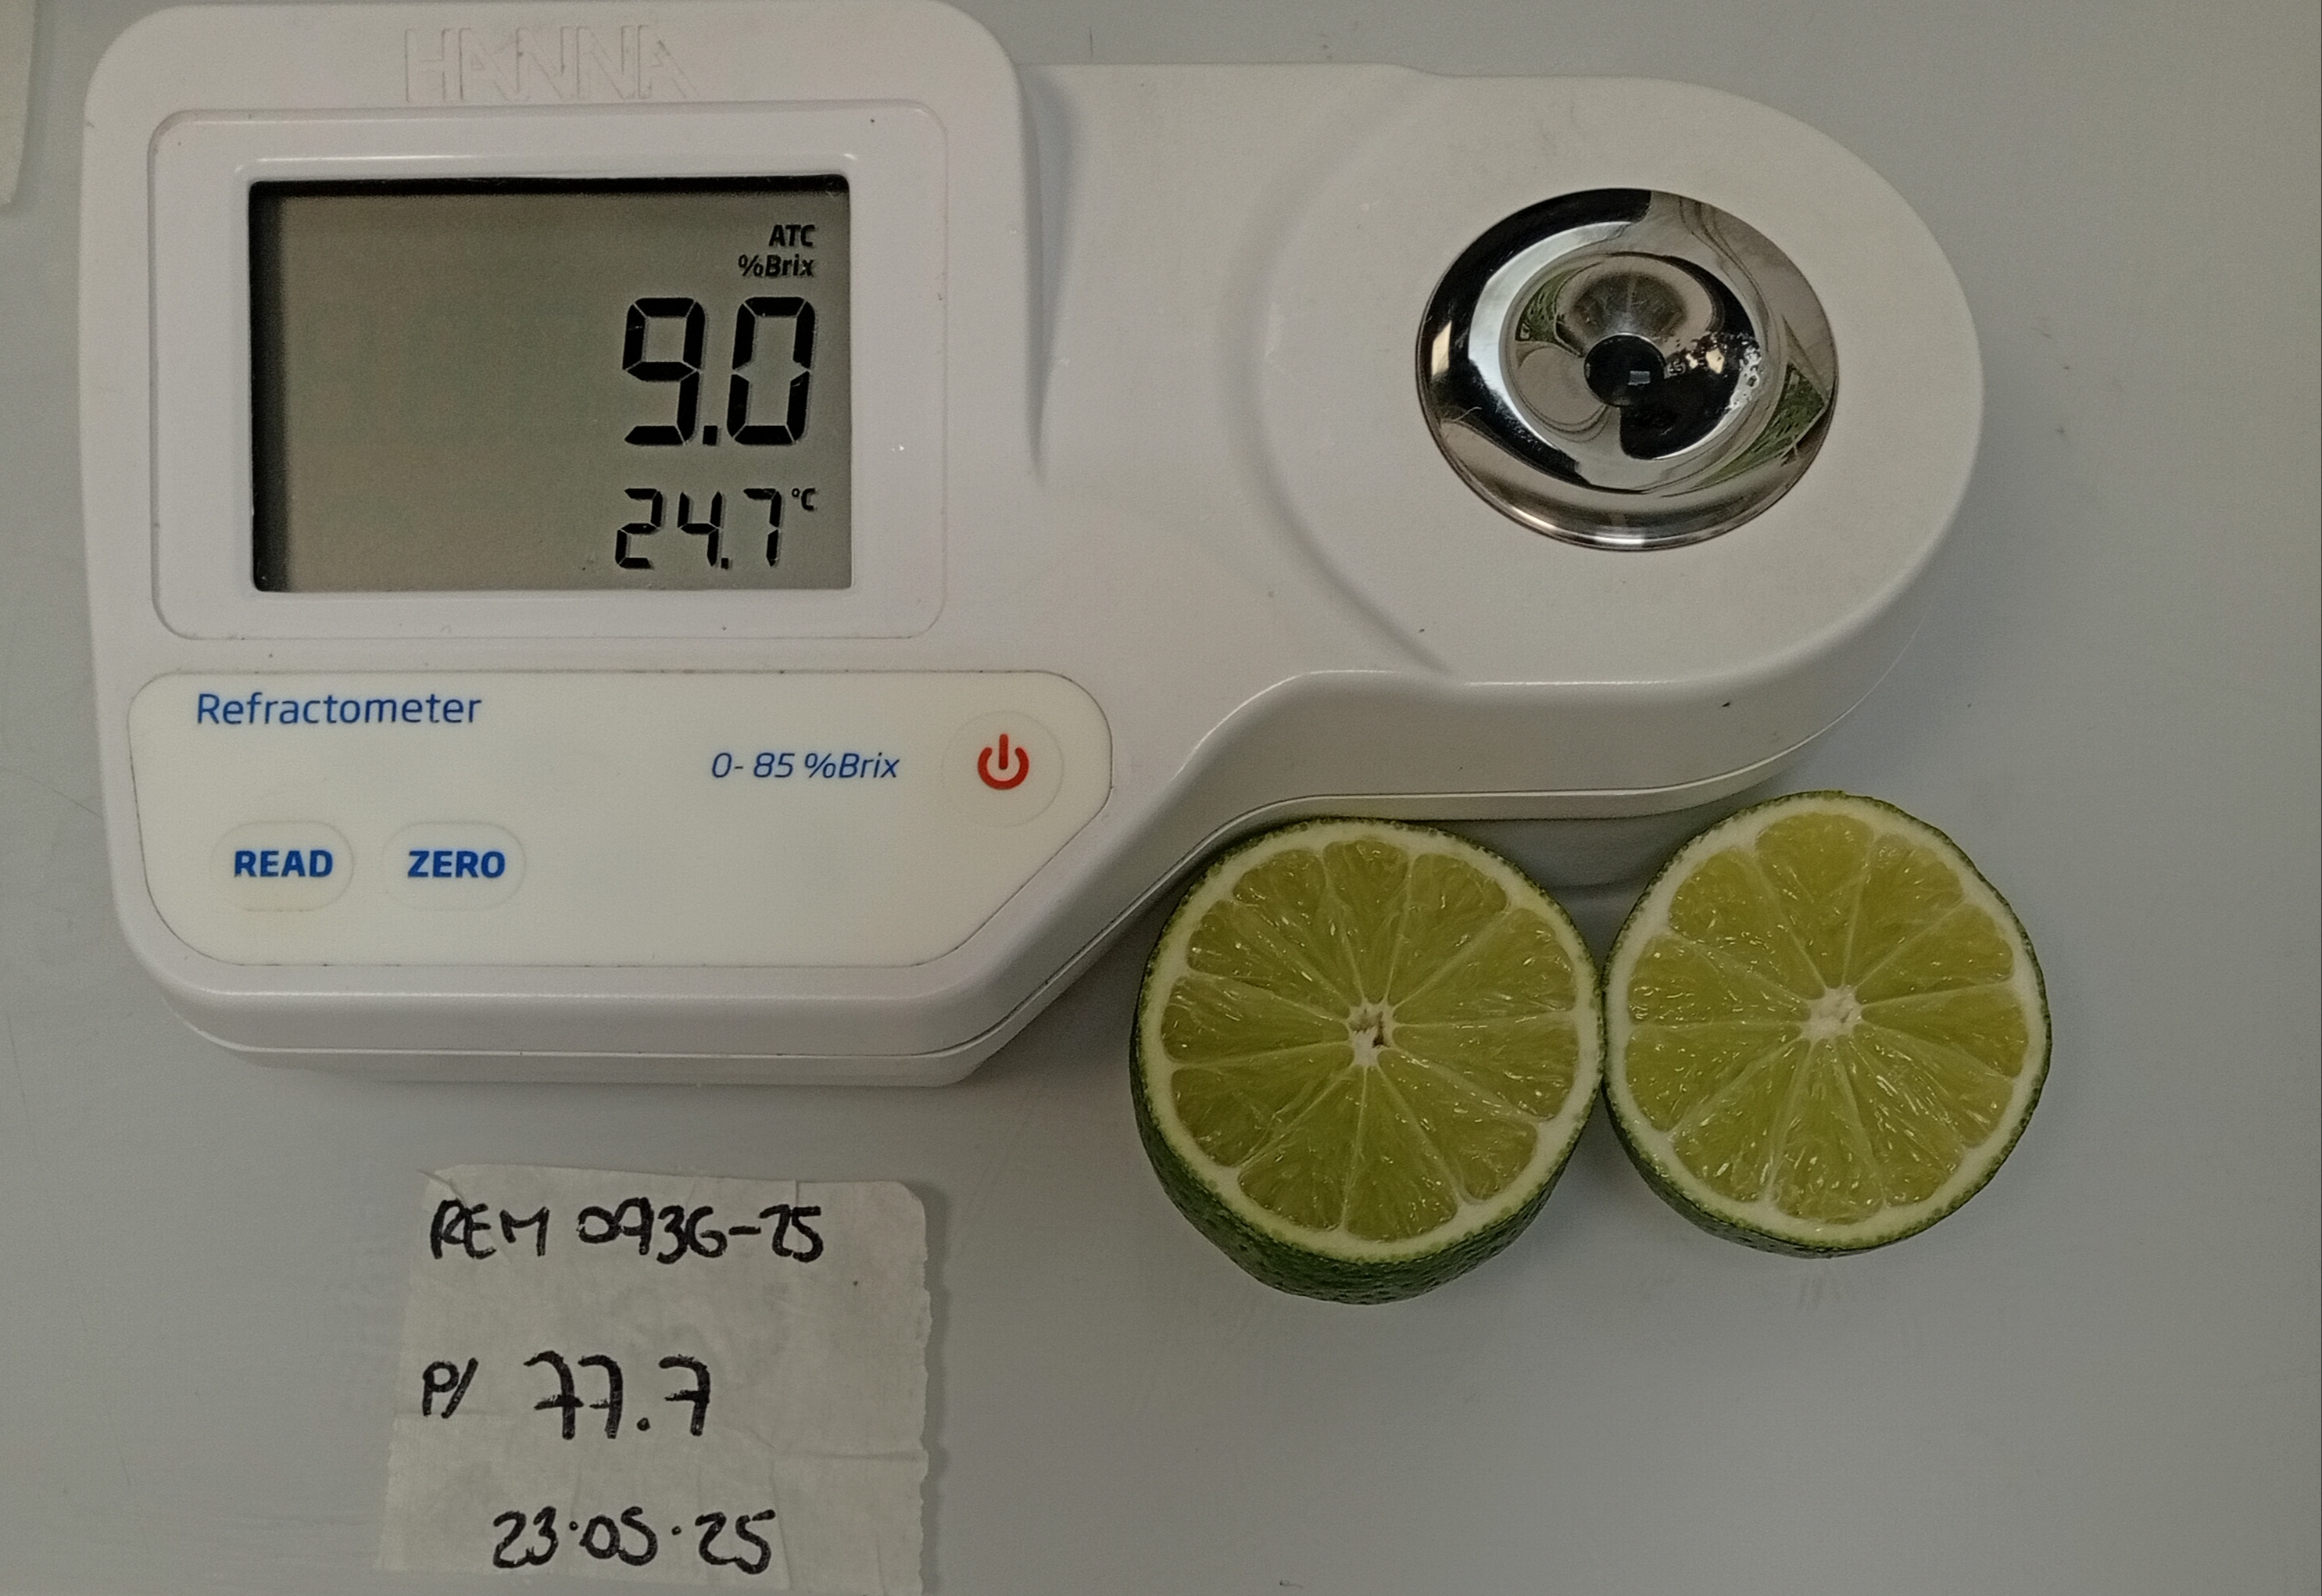 HANNA
ATC
%Brix
9.0
24.7 °C
Refractometer
0- 85 %Brix
READ ZERO
REM 0936-25
P/ 77.7
23.05.25